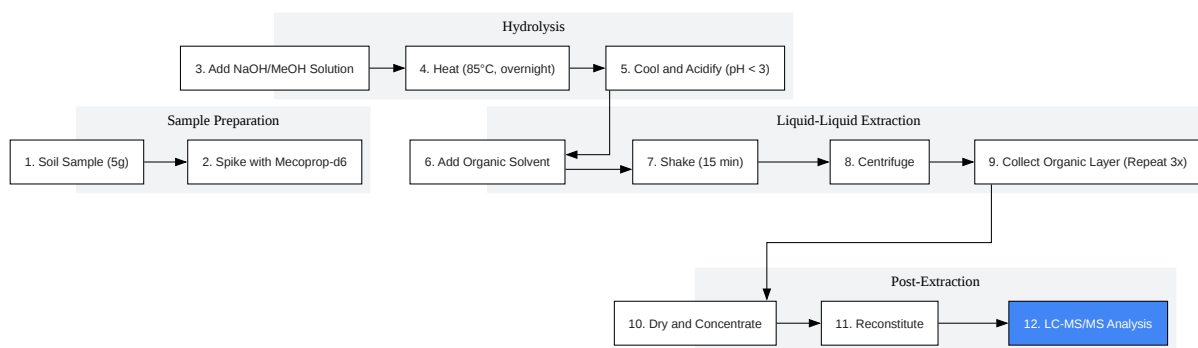 Hydrolysis
3. Add NaOH/MeOH Solution
4. Heat (85°C, overnight)
5. Cool and Acidify (pH < 3)
Sample Preparation
1. Soil Sample (5g)
2. Spike with Mecoprop-d6
Liquid-Liquid Extraction
6. Add Organic Solvent
7. Shake (15 min)
8. Centrifuge
9. Collect Organic Layer (Repeat 3x)
Post-Extraction
10. Dry and Concentrate
11. Reconstitute
12. LC-MS/MS Analysis